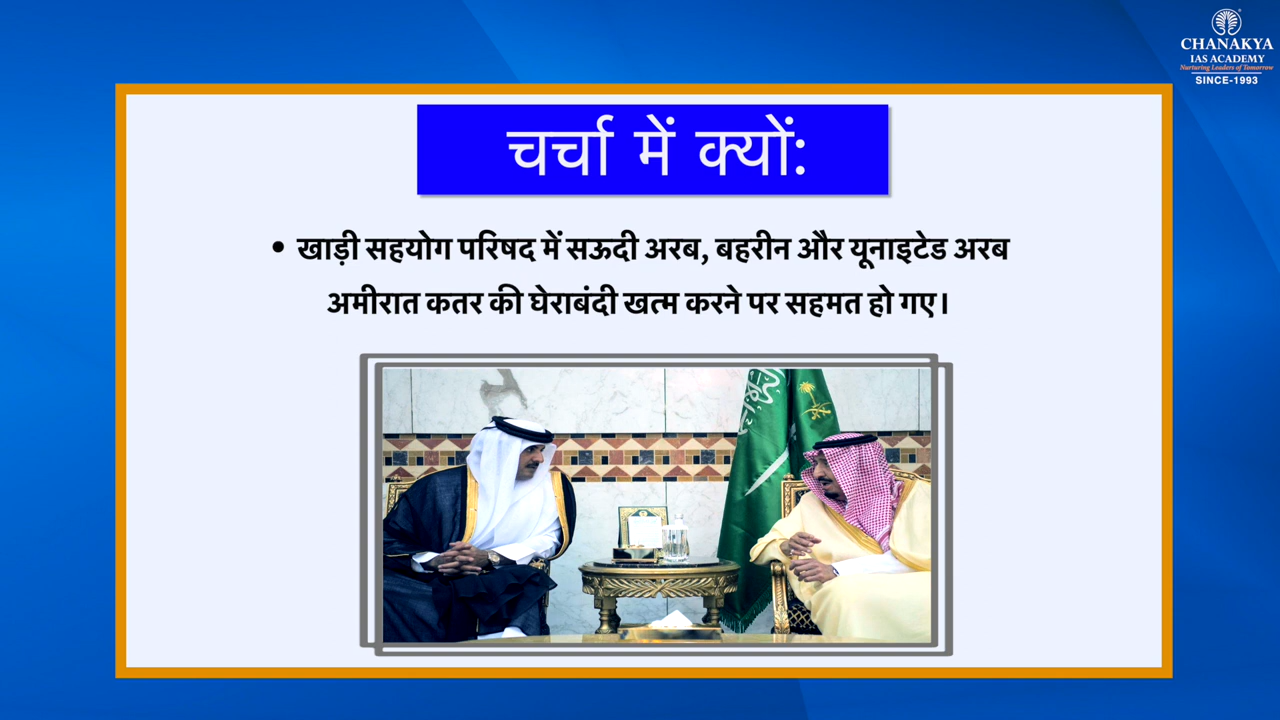 CHANAKYA
IAS ACADEMY
Nurturing Leaders of Tomorrow
SINCE-1993
चर्चा में क्यों:
• खाड़ी सहयोग परिषद में सऊदी अरब, बहरीन और यूनाइटेड अरब
अमीरात कतर की घेराबंदी खत्म करने पर सहमत हो गए।